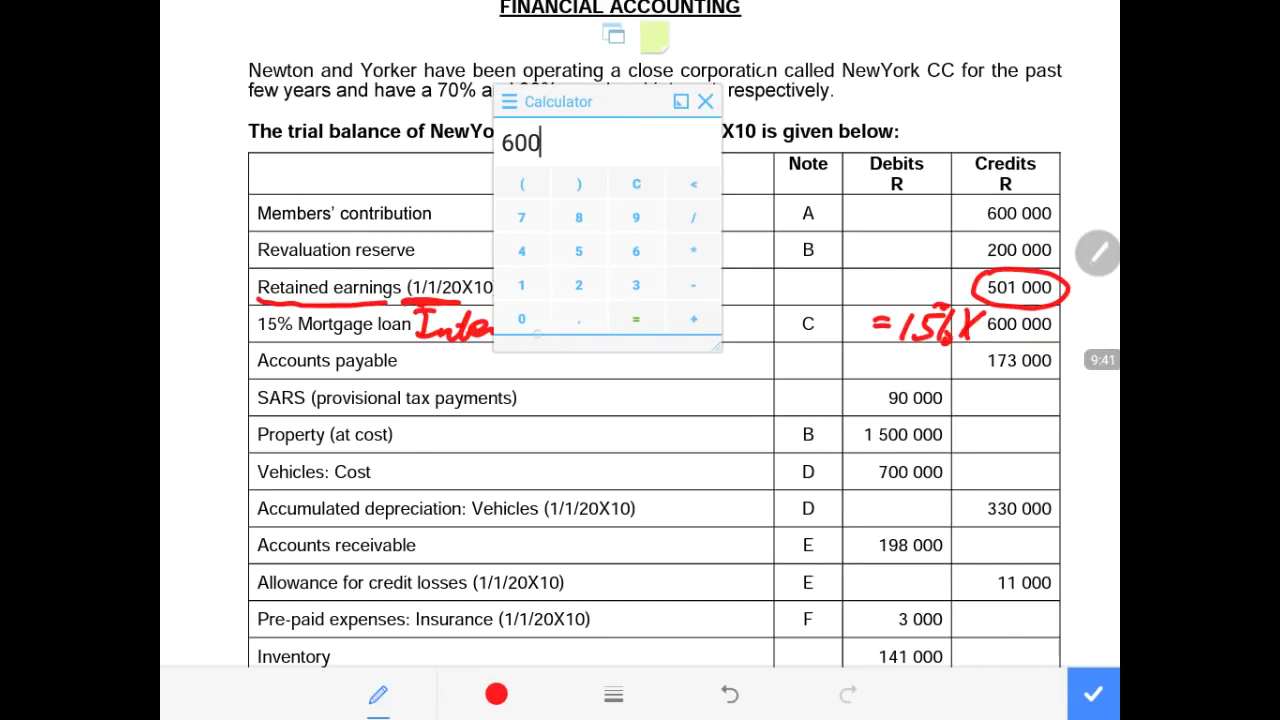 FINANCIAL ACCOUNTING
Newton and Yorker have been operating a close corporation called NewYork CC for the past
few years and have a 70% a respectively.
The trial balance of NewYo X10 is given below:
Calculator
600
( ) C <
7 8 9 /
4 5 6 *
1 2 3 -
0 . = +
Note Debits Credits
R R
Members' contribution A 600 000
Revaluation reserve B 200 000
Retained earnings (1/1/20X10 501 000
15% Mortgage loan Inte C = 15% X 600 000
Accounts payable 173 000
SARS (provisional tax payments) 90 000
Property (at cost) B 1 500 000
Vehicles: Cost D 700 000
Accumulated depreciation: Vehicles (1/1/20X10) D 330 000
Accounts receivable E 198 000
Allowance for credit losses (1/1/20X10) E 11 000
Pre-paid expenses: Insurance (1/1/20X10) F 3 000
Inventory 141 000
9:41